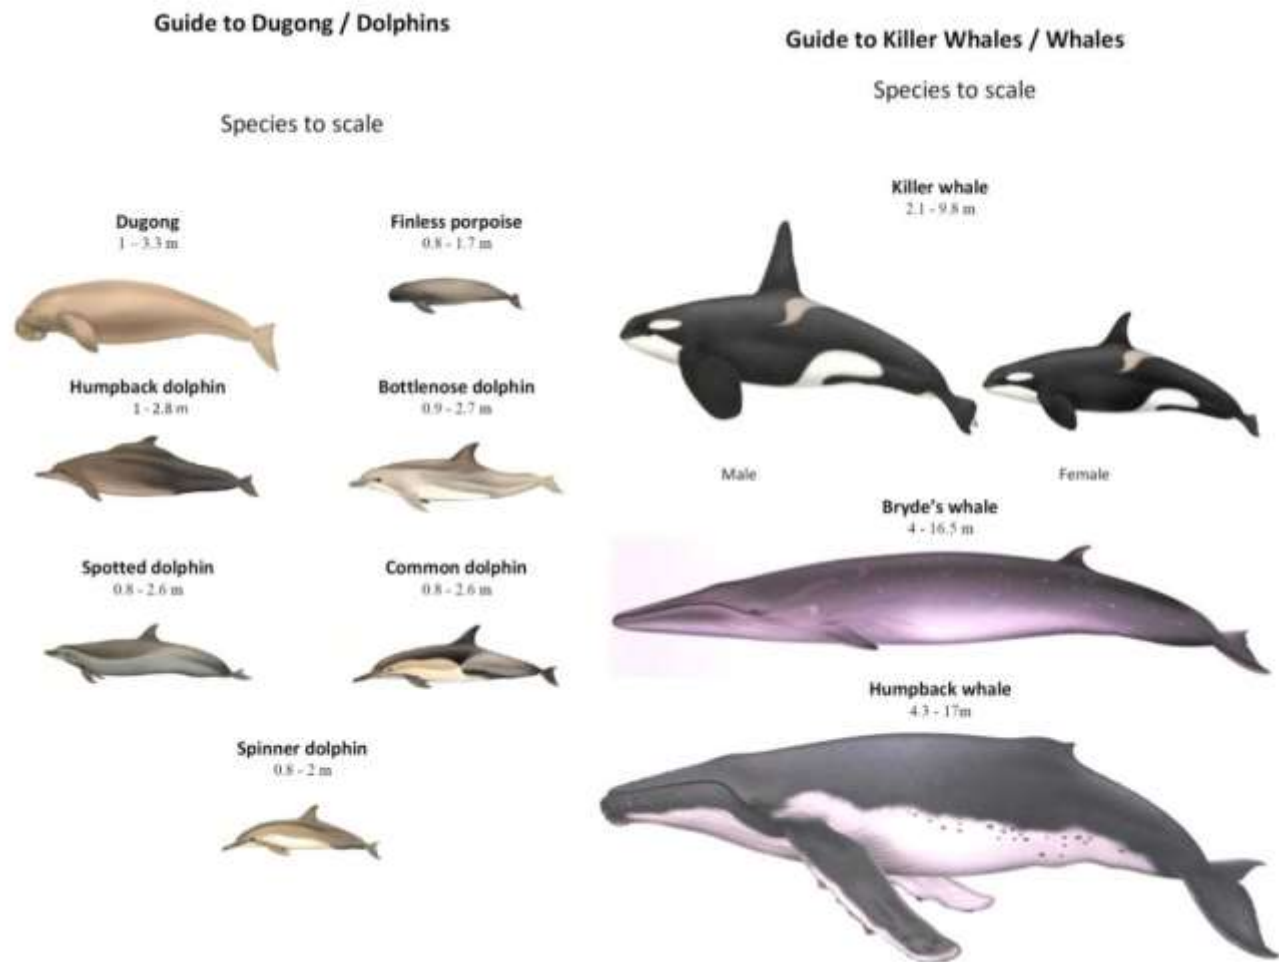 Guide to Dugong / Dolphins
Species to scale
Dugong
1 - 3.3 m
Finless porpoise
0.8 - 1.7 m
Humpback dolphin
1 - 2.8 m
Bottlenose dolphin
0.9 - 2.7 m
Spotted dolphin
0.8 - 2.6 m
Common dolphin
0.8 - 2.6 m
Spinner dolphin
0.8 - 2 m
Guide to Killer Whales / Whales
Species to scale
Killer whale
2.1 - 9.8 m
Male
Female
Bryde's whale
4 - 16.5 m
Humpback whale
4.3 - 17m